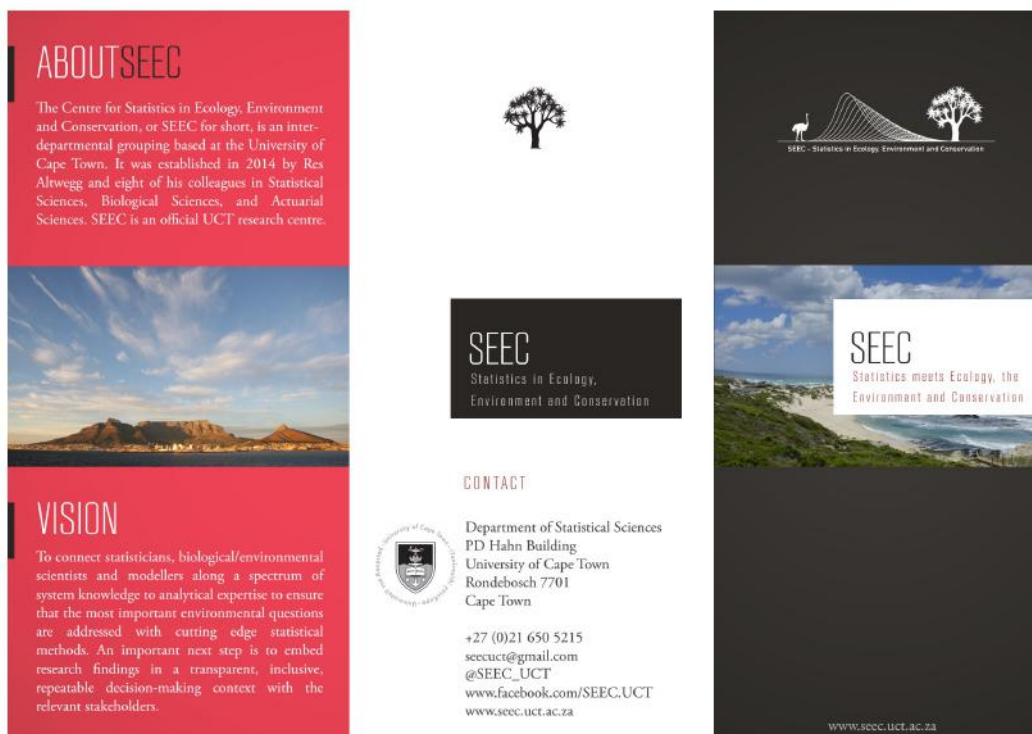 ABOUTSEEC
The Centre for Statistics in Ecology, Environment
and Conservation, or SEEC for short, is an inter-
departmental grouping based at the University of
Cape Town. It was established in 2014 by Res
Altwegg and eight of his colleagues in Statistical
Sciences, Biological Sciences, and Actuarial
Sciences. SEEC is an official UCT research centre.
VISION
To connect statisticians, biological/environmental
scientists and modellers along a spectrum of
system knowledge to analytical expertise to ensure
that the most important environmental questions
are addressed with cutting edge statistical
methods. An important next step is to embed
research findings in a transparent, inclusive,
repeatable decision-making context with the
relevant stakeholders.
SEEC
Statistics in Ecology,
Environment and Conservation
CONTACT
University of Cape Town
Department of Statistical Sciences
PD Hahn Building
University of Cape Town
Rondebosch 7701
Cape Town
+27 (0)21 650 5215
seecuct@gmail.com
@SEEC_UCT
www.facebook.com/SEEC.UCT
www.seec.uct.ac.za
SEEC - Statistics in Ecology, Environment and Conservation
SEEC
Statistics meets Ecology, the
Environment and Conservation
www.seec.uct.ac.za